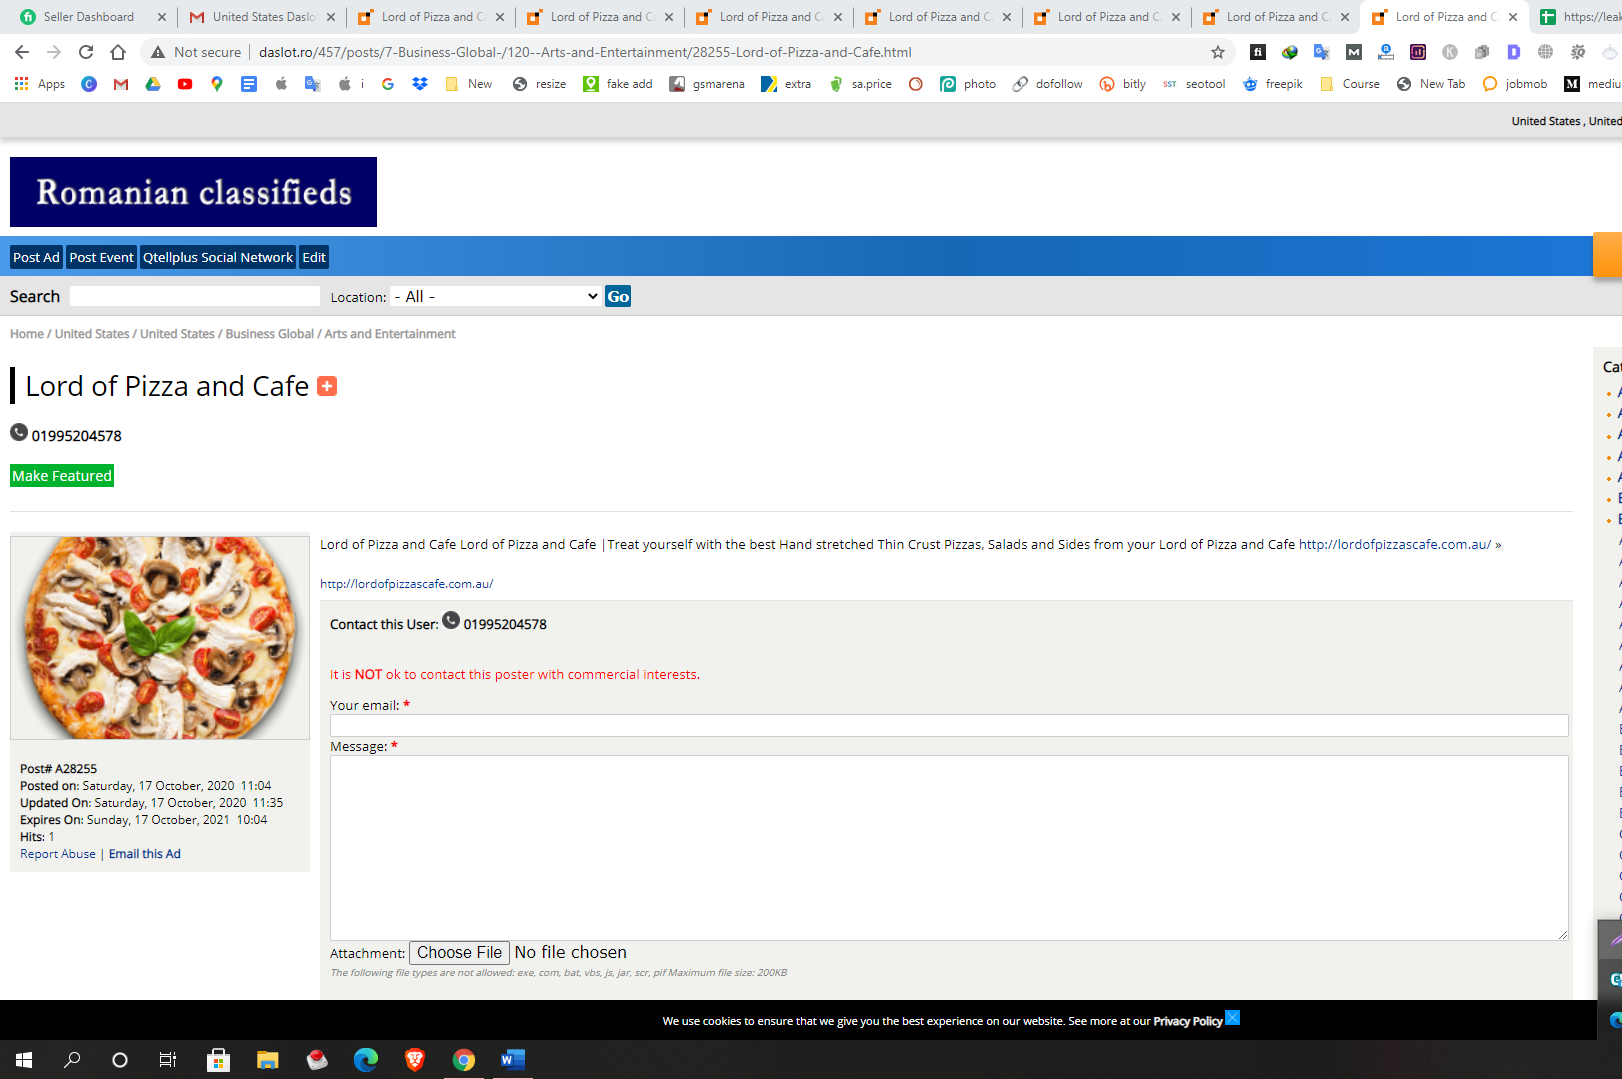 Seller Dashboard
United States Daslo
Lord of Pizza and C
Lord of Pizza and C
Lord of Pizza and C
Lord of Pizza and C
Lord of Pizza and C
Lord of Pizza and C
Lord of Pizza and C
https://leak
Not secure | daslot.ro/457/posts/7-Business-Global-/120--Arts-and-Entertainment/28255-Lord-of-Pizza-and-Cafe.html
Apps i New resize fake add gsmarena extra sa.price photo dofollow bitly SST seotool freepik Course New Tab jobmob mediu
United States , United
Romanian classifieds
Post Ad Post Event Qtellplus Social Network Edit
Search Location: - All - Go
Home / United States / United States / Business Global / Arts and Entertainment
Cat
Lord of Pizza and Cafe +
01995204578
Make Featured
Lord of Pizza and Cafe Lord of Pizza and Cafe |Treat yourself with the best Hand stretched Thin Crust Pizzas, Salads and Sides from your Lord of Pizza and Cafe http://lordofpizzascafe.com.au/ »
http://lordofpizzascafe.com.au/
Contact this User: 01995204578
It is NOT ok to contact this poster with commercial interests.
Your email: *
Message: *
Post# A28255
Posted on: Saturday, 17 October, 2020 11:04
Updated On: Saturday, 17 October, 2020 11:35
Expires On: Sunday, 17 October, 2021 10:04
Hits: 1
Report Abuse | Email this Ad
Attachment: Choose File No file chosen
The following file types are not allowed: exe, com, bat, vbs, js, jar, scr, pif Maximum file size: 200KB
We use cookies to ensure that we give you the best experience on our website. See more at our Privacy Policy